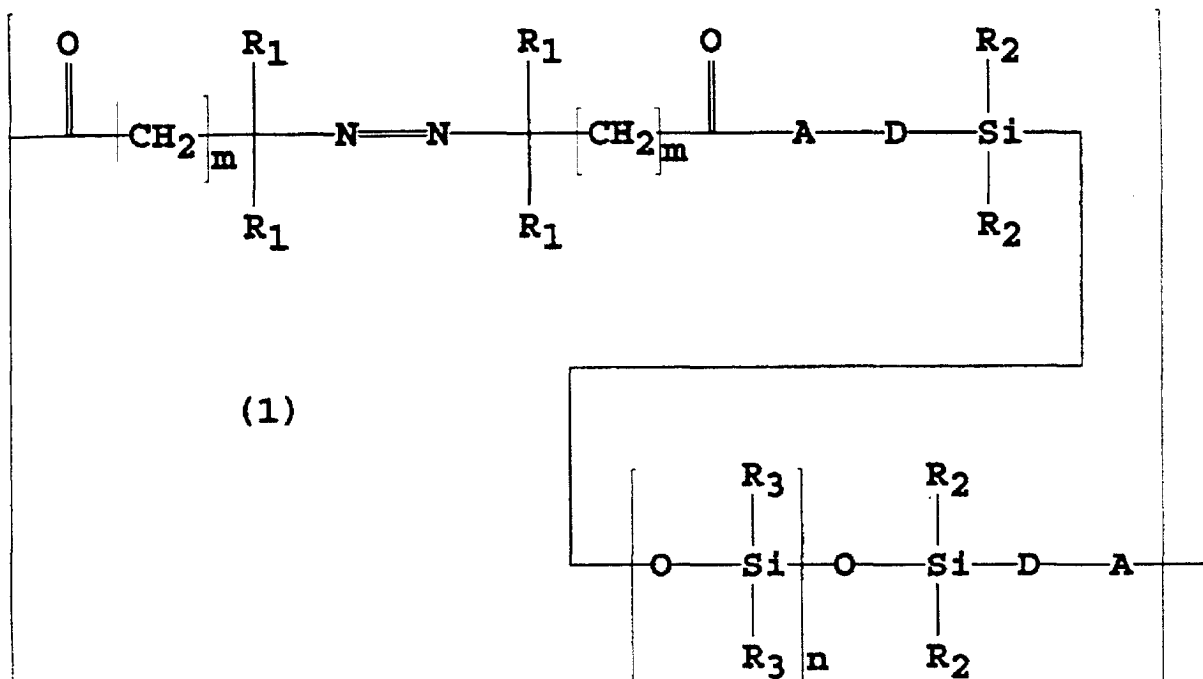 O R₁ R₁ O R₂
CH₂ m N N CH₂ m A D Si
R₁ R₁ R₂
(1)
R₃ R₂
O Si O Si D A
R₃ n R₂